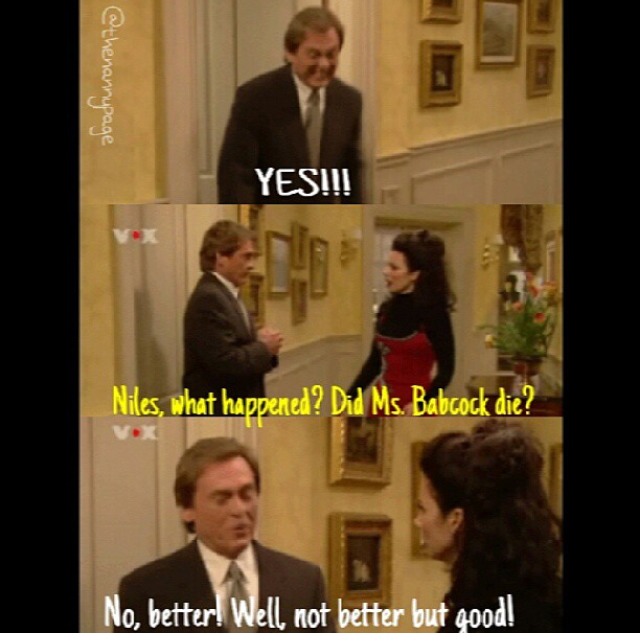 @thenannypage
YES!!!
VOX
Niles, what happened? Did Ms. Babcock die?
VOX
No, better! Well, not better but good!